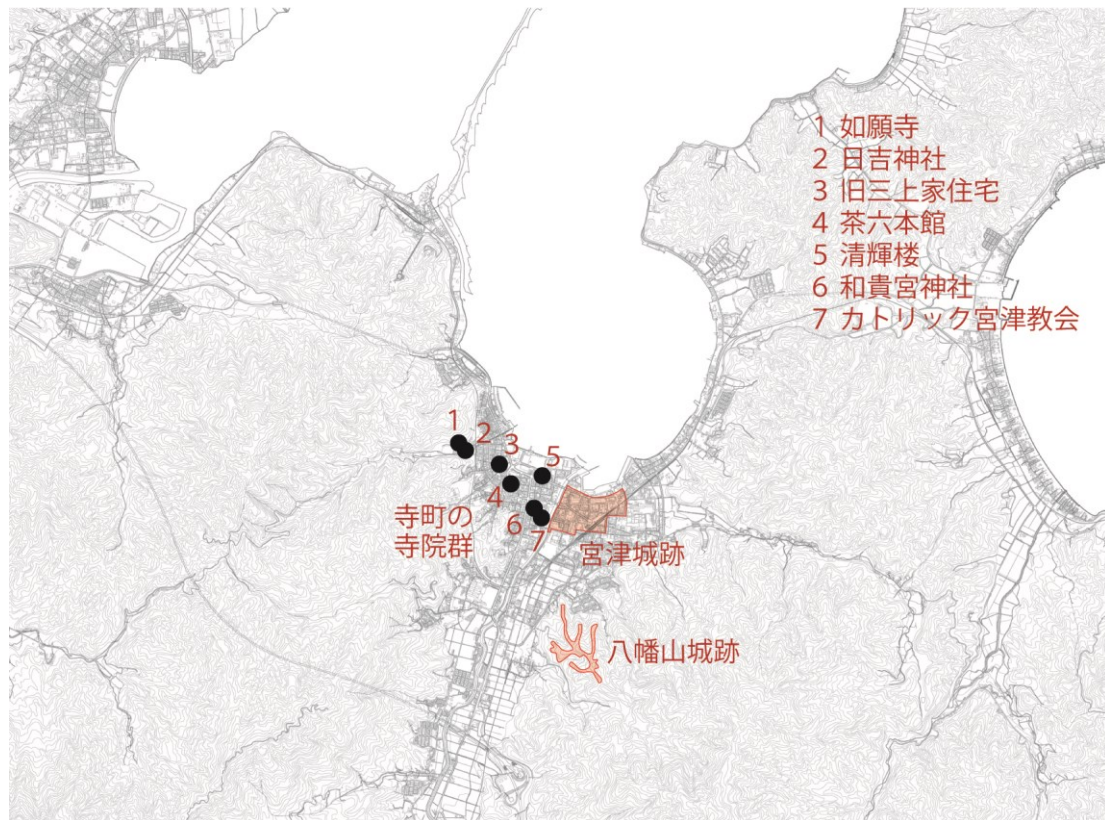 1 如願寺
2 日吉神社
3 旧三上家住宅
4 茶六本館
5 清輝楼
6 和貴宮神社
7 カトリック宮津教会
1
2
3
5
4
寺町の
寺院群
6
7
宮津城跡
八幡山城跡